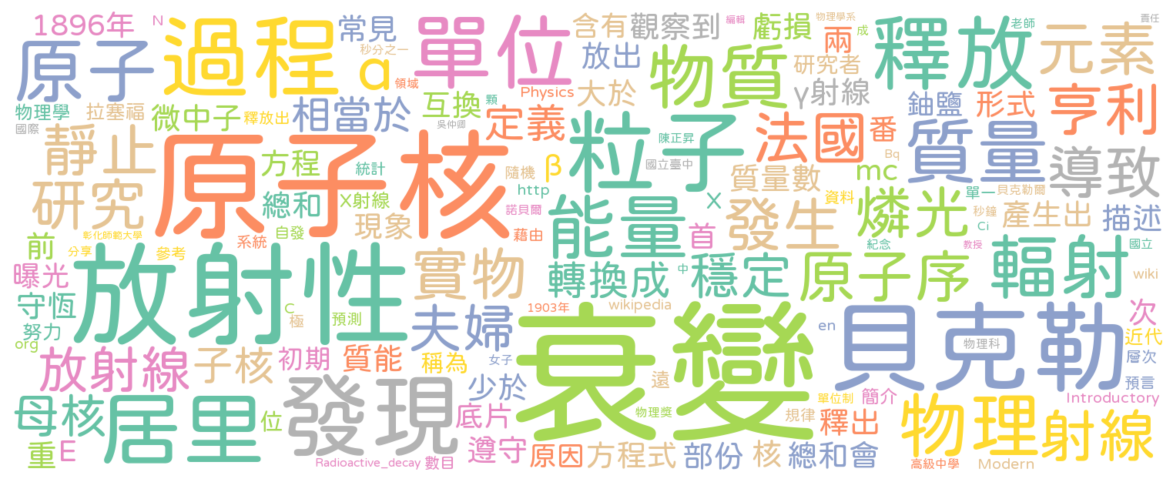 1896年
N
常見
過程
α
秒分之一
領域
單位
含有
觀察到
編輯
虧損
物理學系
兩
成
釋放
老師
元素
責任
原子
放出
物質
研究者
Physics
γ射線
大於
物理學
國際
拉塞福
微中子
釋放出
相當於
互換
顆
吳仲卿
定義
粒子
陳正昇
國立臺中
法國
番
Bq
鈾鹽
形式
亨利
靜止
研究
原子核
方程
統計
總和
X射線
現象
β
隨機
http
諾貝爾
藉由
能量
首
X
質量數
資料
mc
燐光
單一
貝克勒爾
秒鐘
Ci
質量
導致
產生出
描述
前
彰化師範大學
分享
參考
系統
自發
發生
紀念
教授
國立
曝光
守恆
努力
org
放射性
C
極
預測
實物
轉換成
中
wikipedia
穩定
原子序
輻射
wiki
夫婦
1903年
衰變
en
貝克勒
物理科
次
近代
層次
預言
放射線
子核
初期
質能
稱為
女子
少於
遠
物理獎
單位制
簡介
Introductory
母核
居里
位
發現
底片
規律
釋出
物理
射線
重
E
Radioactive_decay
數目
遵守
原因
方程式
部份
核
總和會
高級中學
Modern